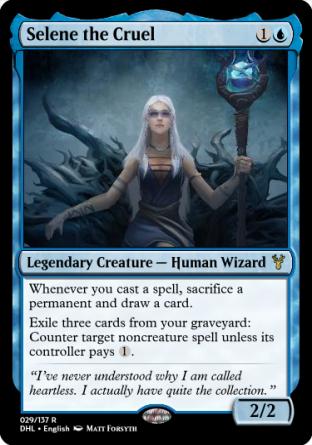 Selene the Cruel 1
Legendary Creature — Human Wizard
Whenever you cast a spell, sacrifice a
permanent and draw a card.
Exile three cards from your graveyard:
Counter target noncreature spell unless its
controller pays 1.
“I’ve never understood why I am called
heartless. I actually have quite the collection.”
2/2
029/137 R
DHL • English Matt Forsyth